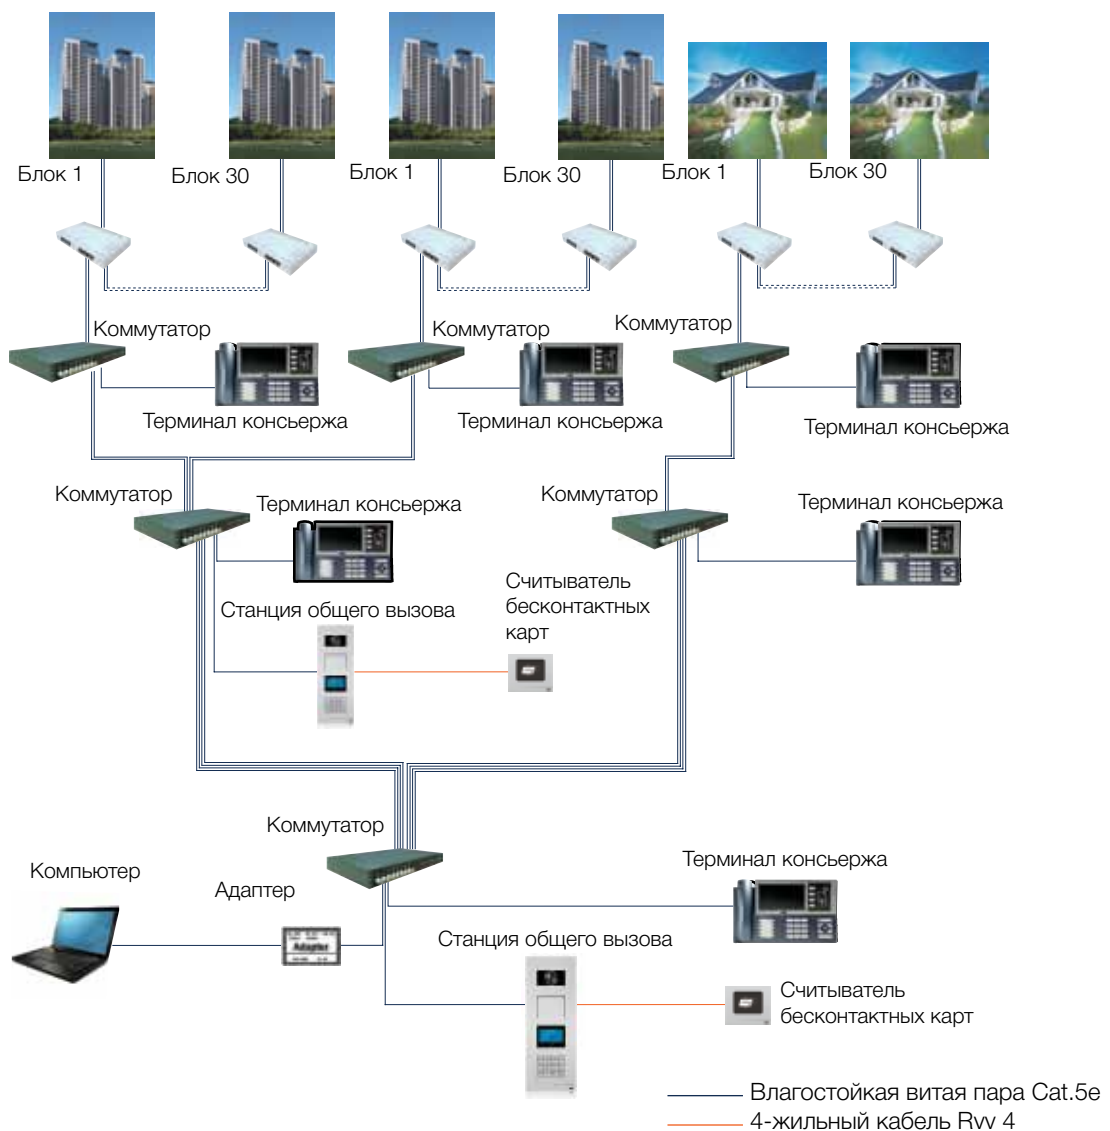 Блок 1
Блок 30
Блок 1
Блок 30
Блок 1
Блок 30
Коммутатор
Коммутатор
Коммутатор
Терминал консьержа
Терминал консьержа
Терминал консьержа
Коммутатор
Терминал консьержа
Коммутатор
Терминал консьержа
Станция общего вызова
Считыватель
бесконтактных
карт
Коммутатор
Компьютер
Адаптер
Adapter
Терминал консьержа
Станция общего вызова
Считыватель
бесконтактных карт
Влагостойкая витая пара Cat.5e
4-жильный кабель Rvv 4